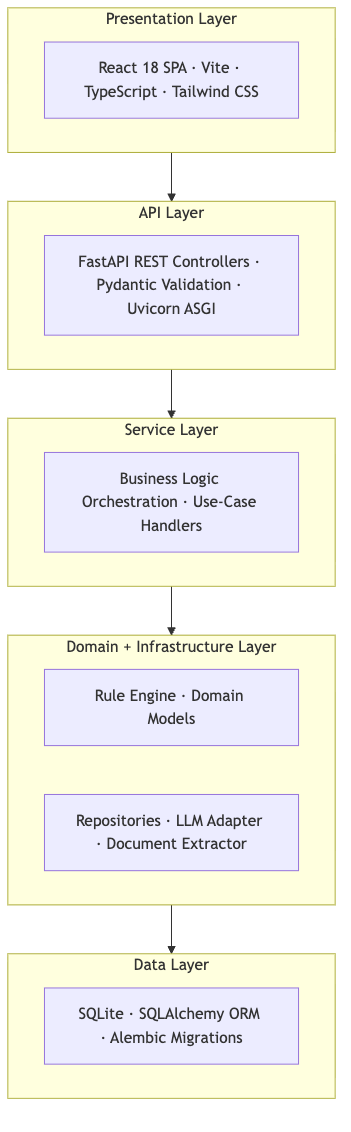 Presentation Layer
React 18 SPA · Vite ·
TypeScript · Tailwind CSS
API Layer
FastAPI REST Controllers ·
Pydantic Validation ·
Uvicorn ASGI
Service Layer
Business Logic
Orchestration · Use-Case
Handlers
Domain + Infrastructure Layer
Rule Engine · Domain
Models
Repositories · LLM Adapter
· Document Extractor
Data Layer
SQLite · SQLAlchemy ORM
· Alembic Migrations